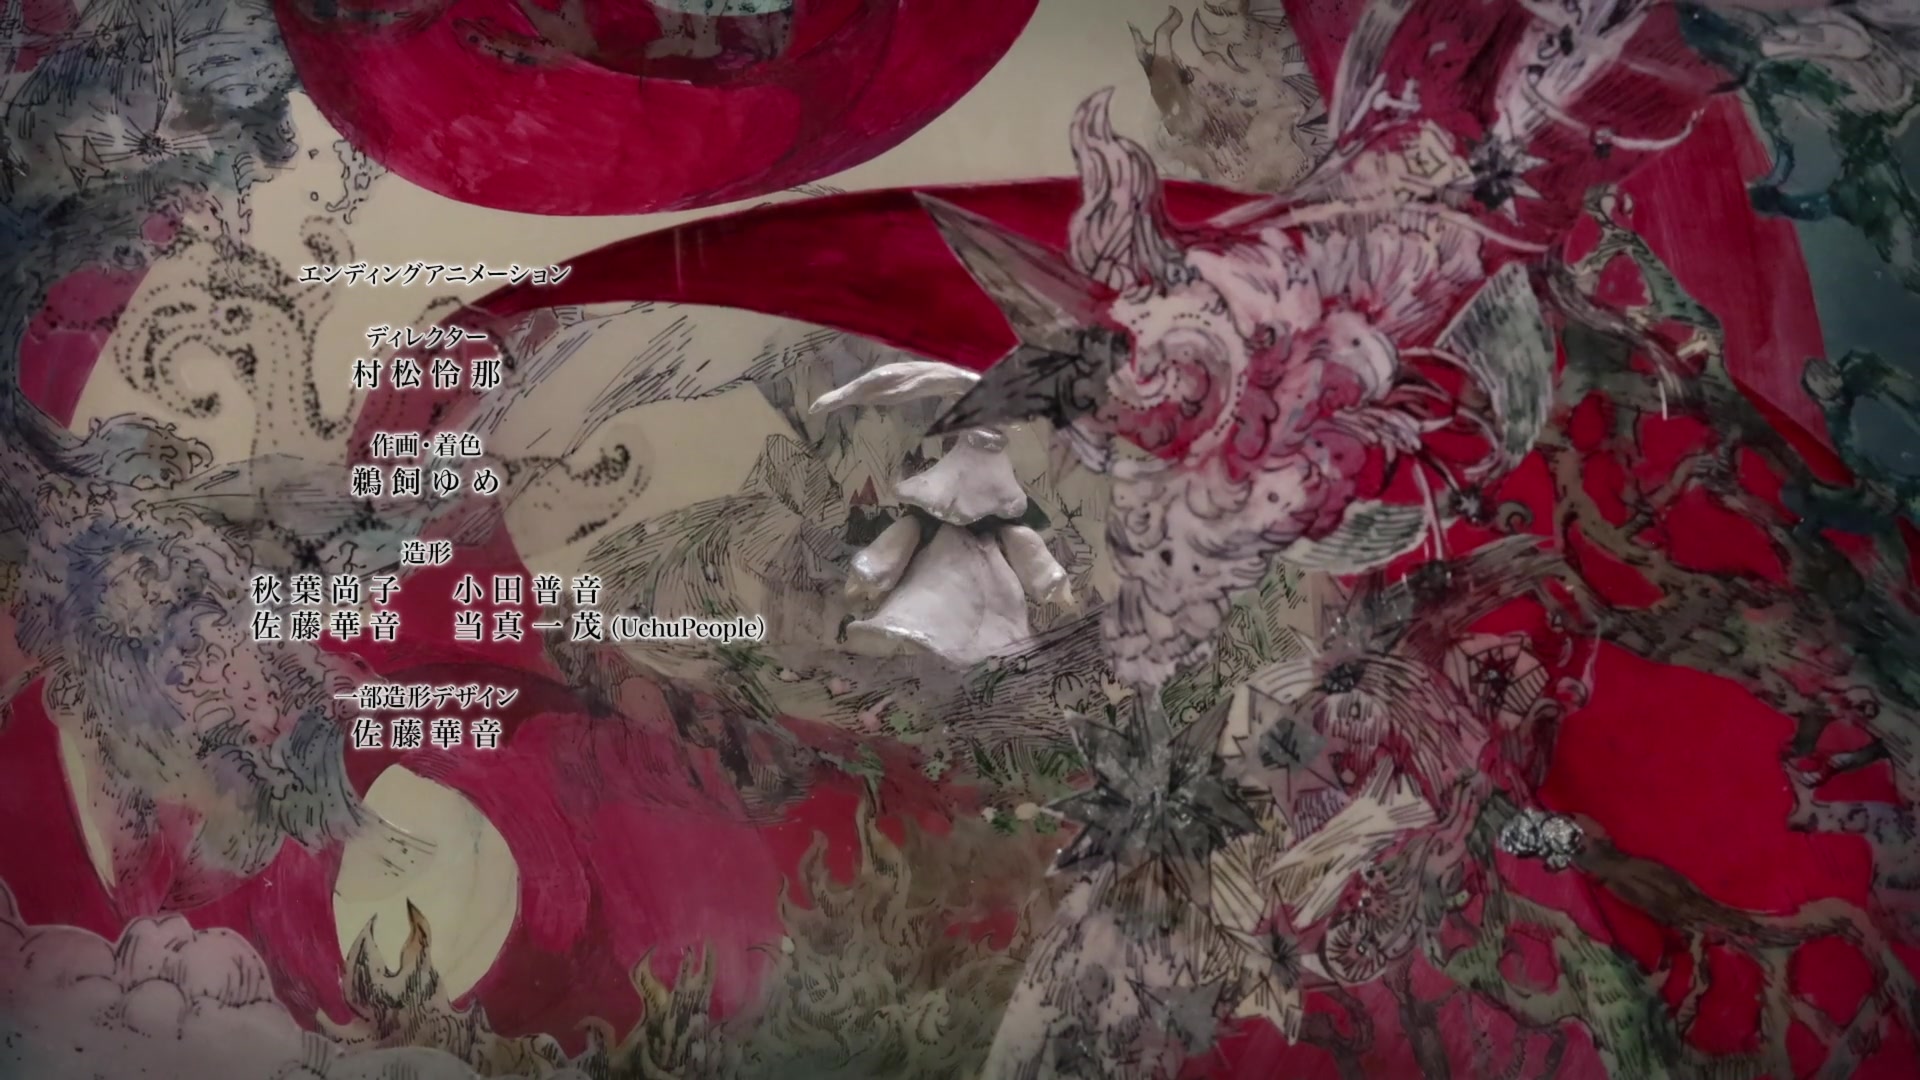 エンディングアニメーション
ディレクター
村松怜那
作画・着色
鵜飼ゆめ
造形
秋葉尚子 小田普音
佐藤華音 当真一茂 (UchuPeople)
一部造形デザイン
佐藤華音